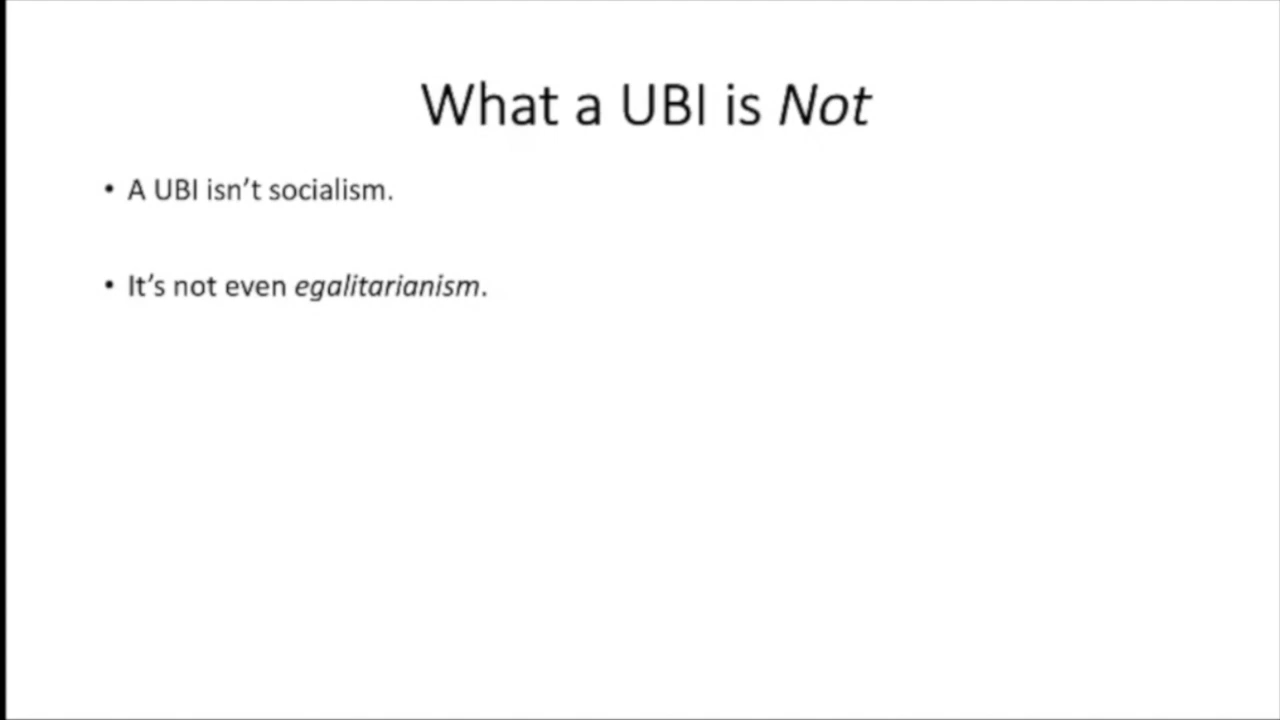 What a UBI is Not
• A UBI isn’t socialism.
• It’s not even egalitarianism.